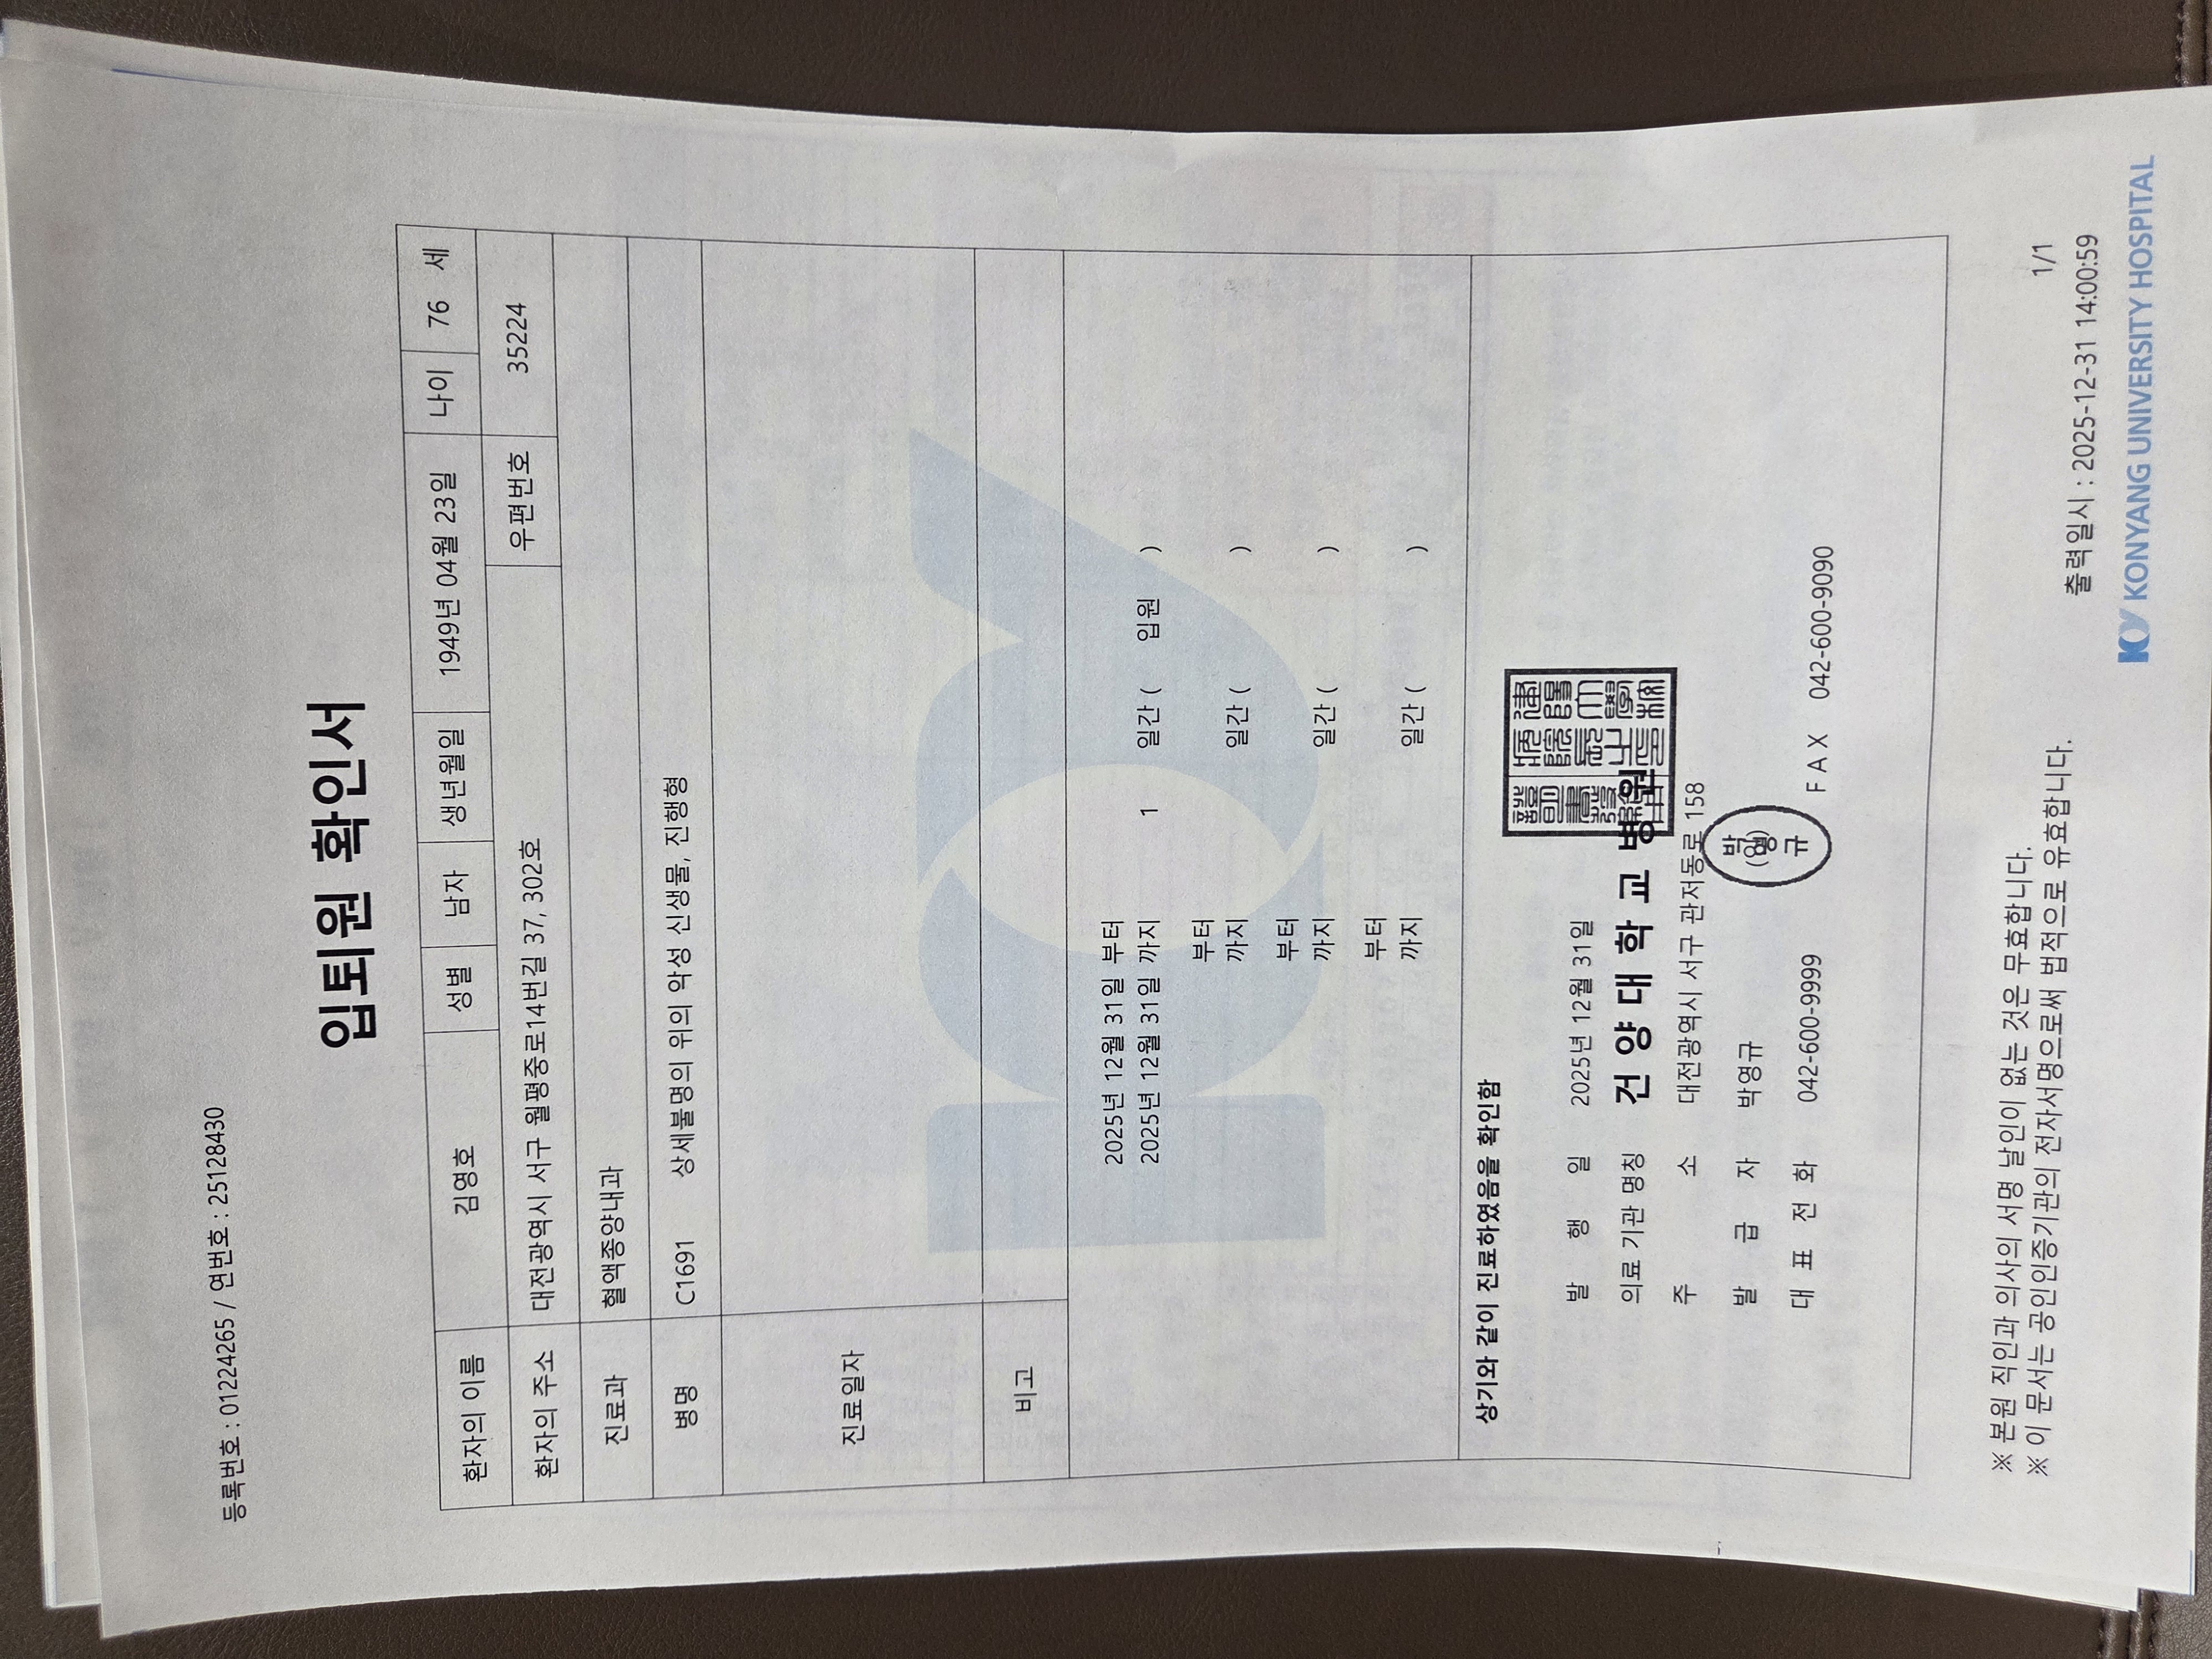 등록번호 : 01224265 / 연번호 : 25128430
입퇴원 확인서
환자의 이름 김영호 성별 남자 생년월일 1949년 04월 23일 나이 76 세
환자의 주소 대전광역시 서구 월평중로14번길 37, 302호 우편번호 35224
진료과 혈액종양내과
병명 C1691 상세불명의 위의 악성 신생물, 진행형
진료일자
비고
2025년 12월 31일 부터
2025년 12월 31일 까지 1 일간 ( 입원 )
부터
까지 일간 ( )
부터
까지 일간 ( )
부터
까지 일간 ( )
상기와 같이 진료하였음을 확인함
발 행 일 2025년 12월 31일
의료 기관 명칭 건 양 대 학 교 병 원
주 소 대전광역시 서구 관저동로 158
발 급 자 박영규 (인) 박영규
대 표 전 화 042-600-9999 F A X 042-600-9090
※ 본원 직인과 의사의 서명 날인이 없는 것은 무효합니다.
※ 이 문서는 공인인증기관의 전자서명으로써 법적으로 유효합니다.
1/1
출력일시 : 2025-12-31 14:00:59
KY KONYANG UNIVERSITY HOSPITAL